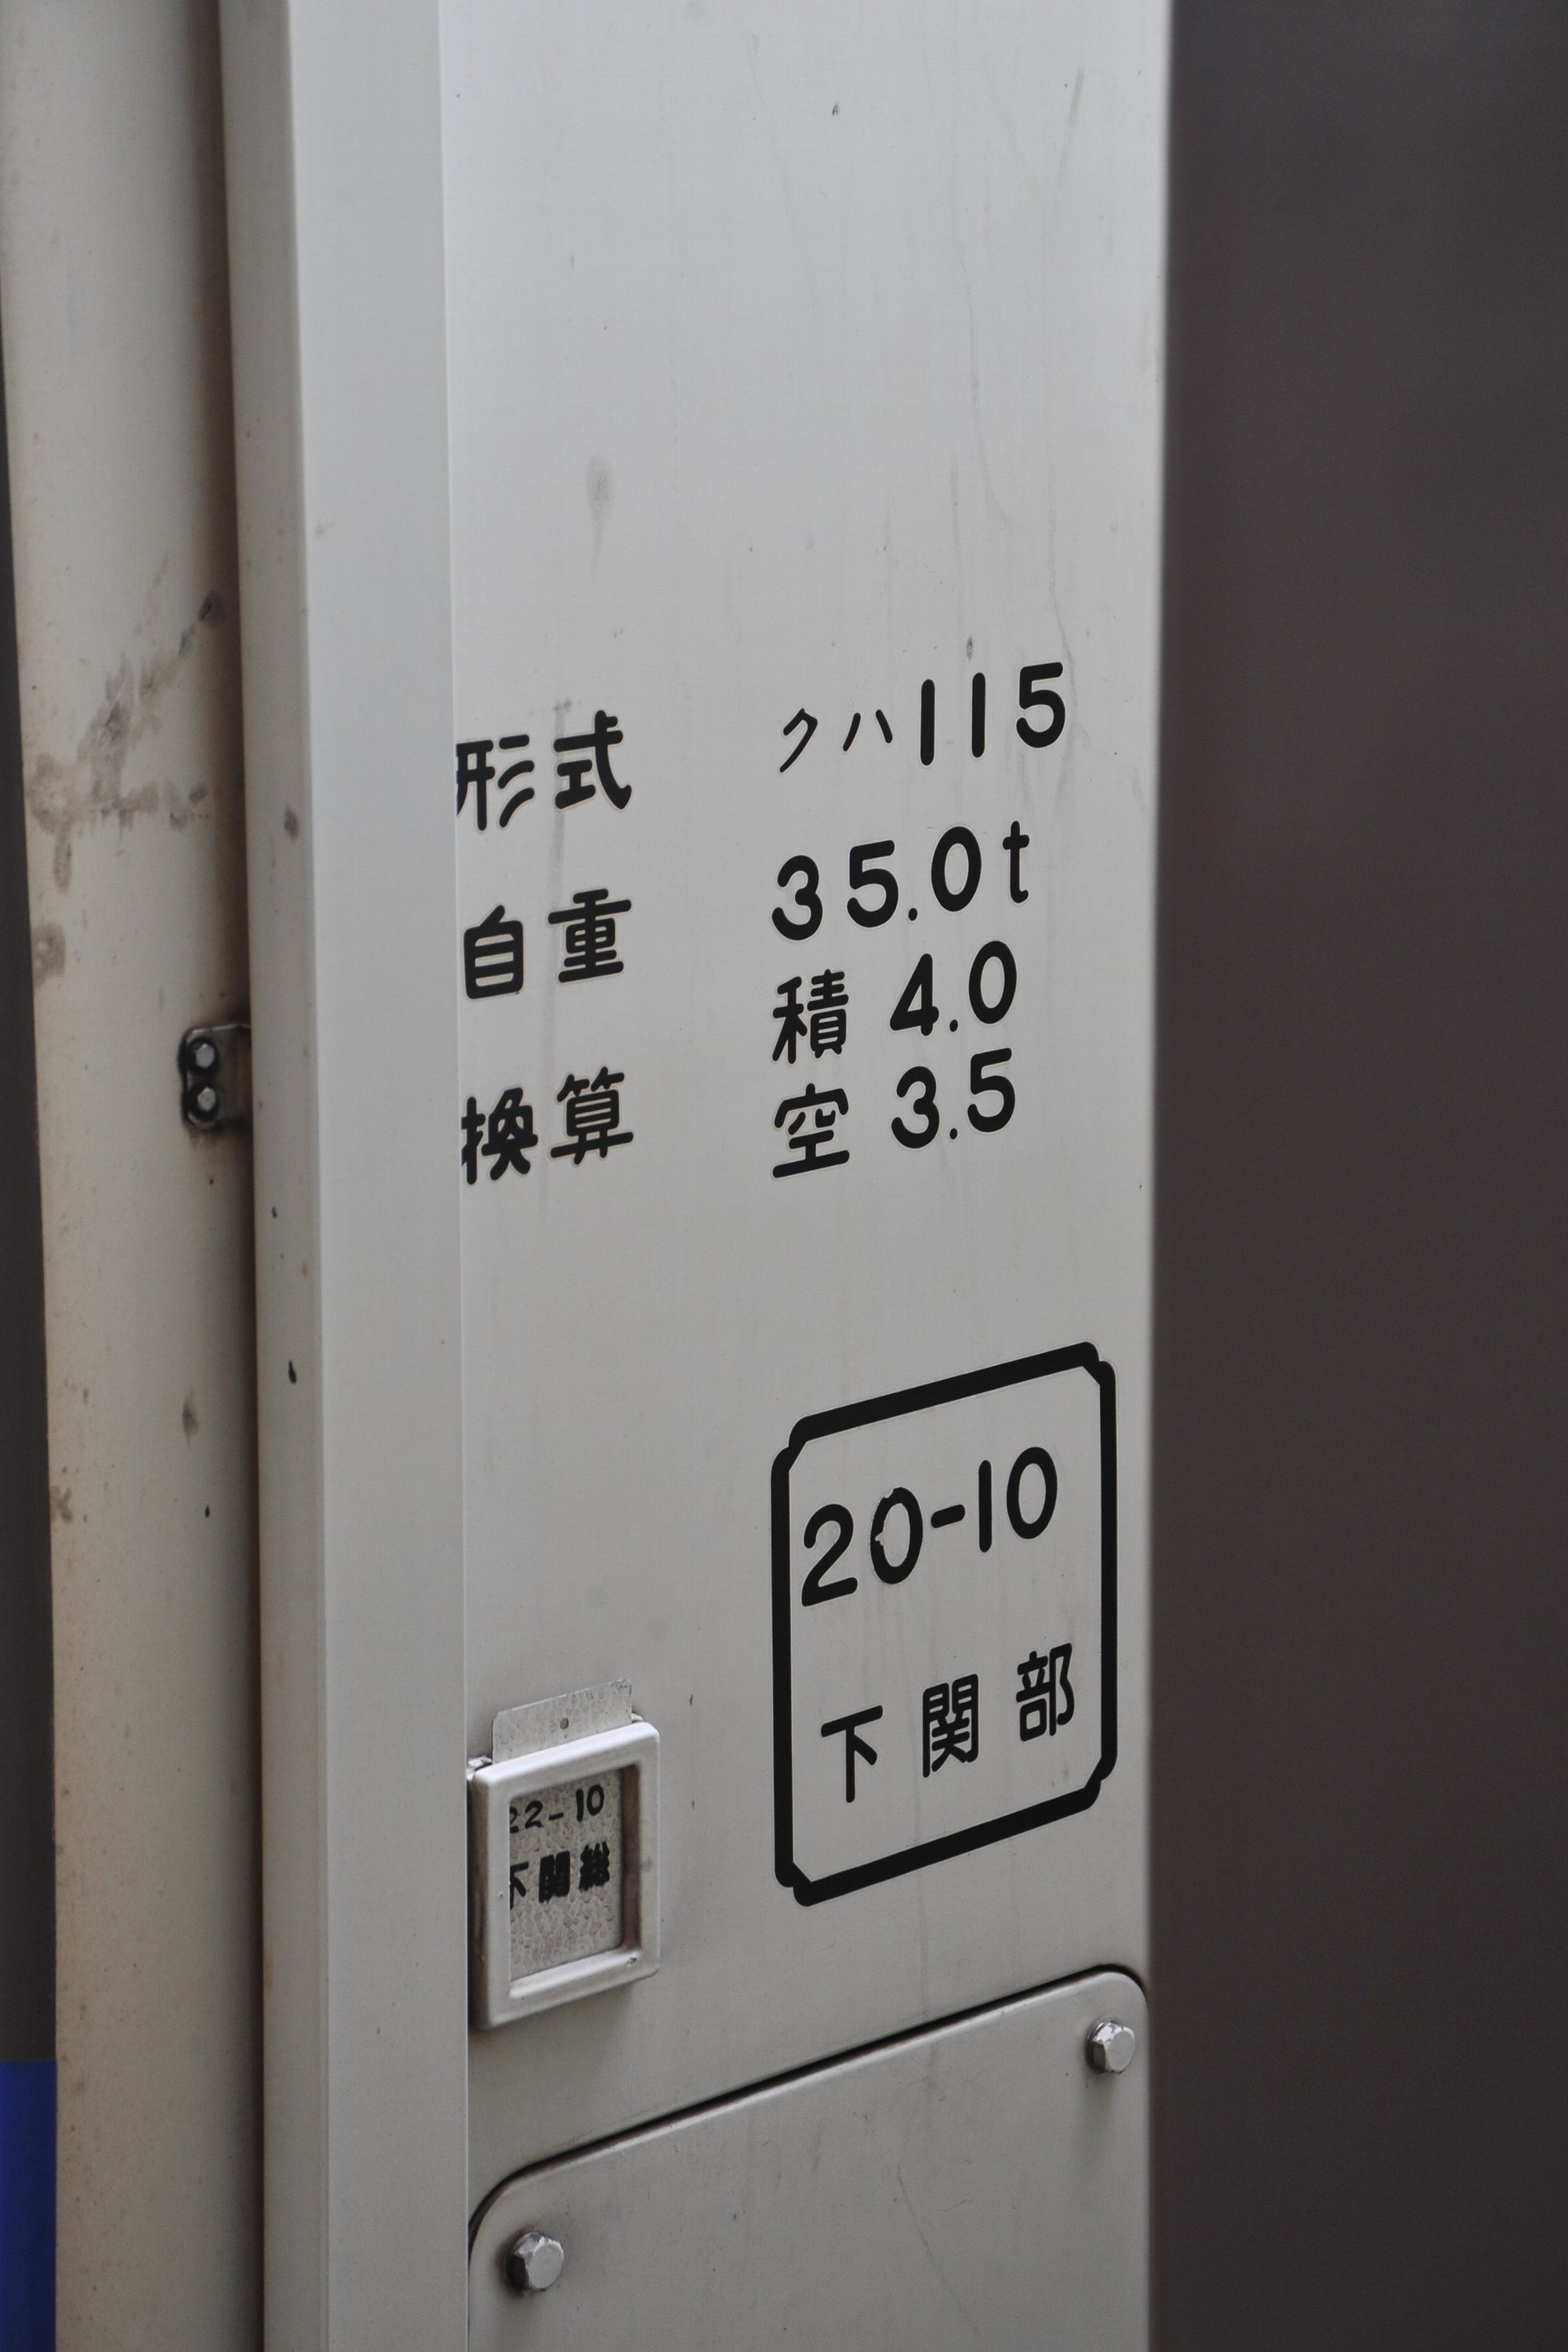 形式 クハ115
自重 35.0t
換算 積 4.0
空 3.5
20-10
下関部
22-10
下関総